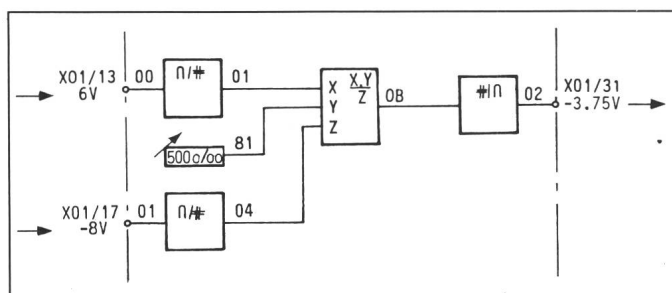 X01/13
6V
00
∩/#
01
X
Y
Z
X.Y
Z
0B
#/∩
02
X01/31
-3.75V
500o/oo
81
X01/17
-8V
01
∩/#
04